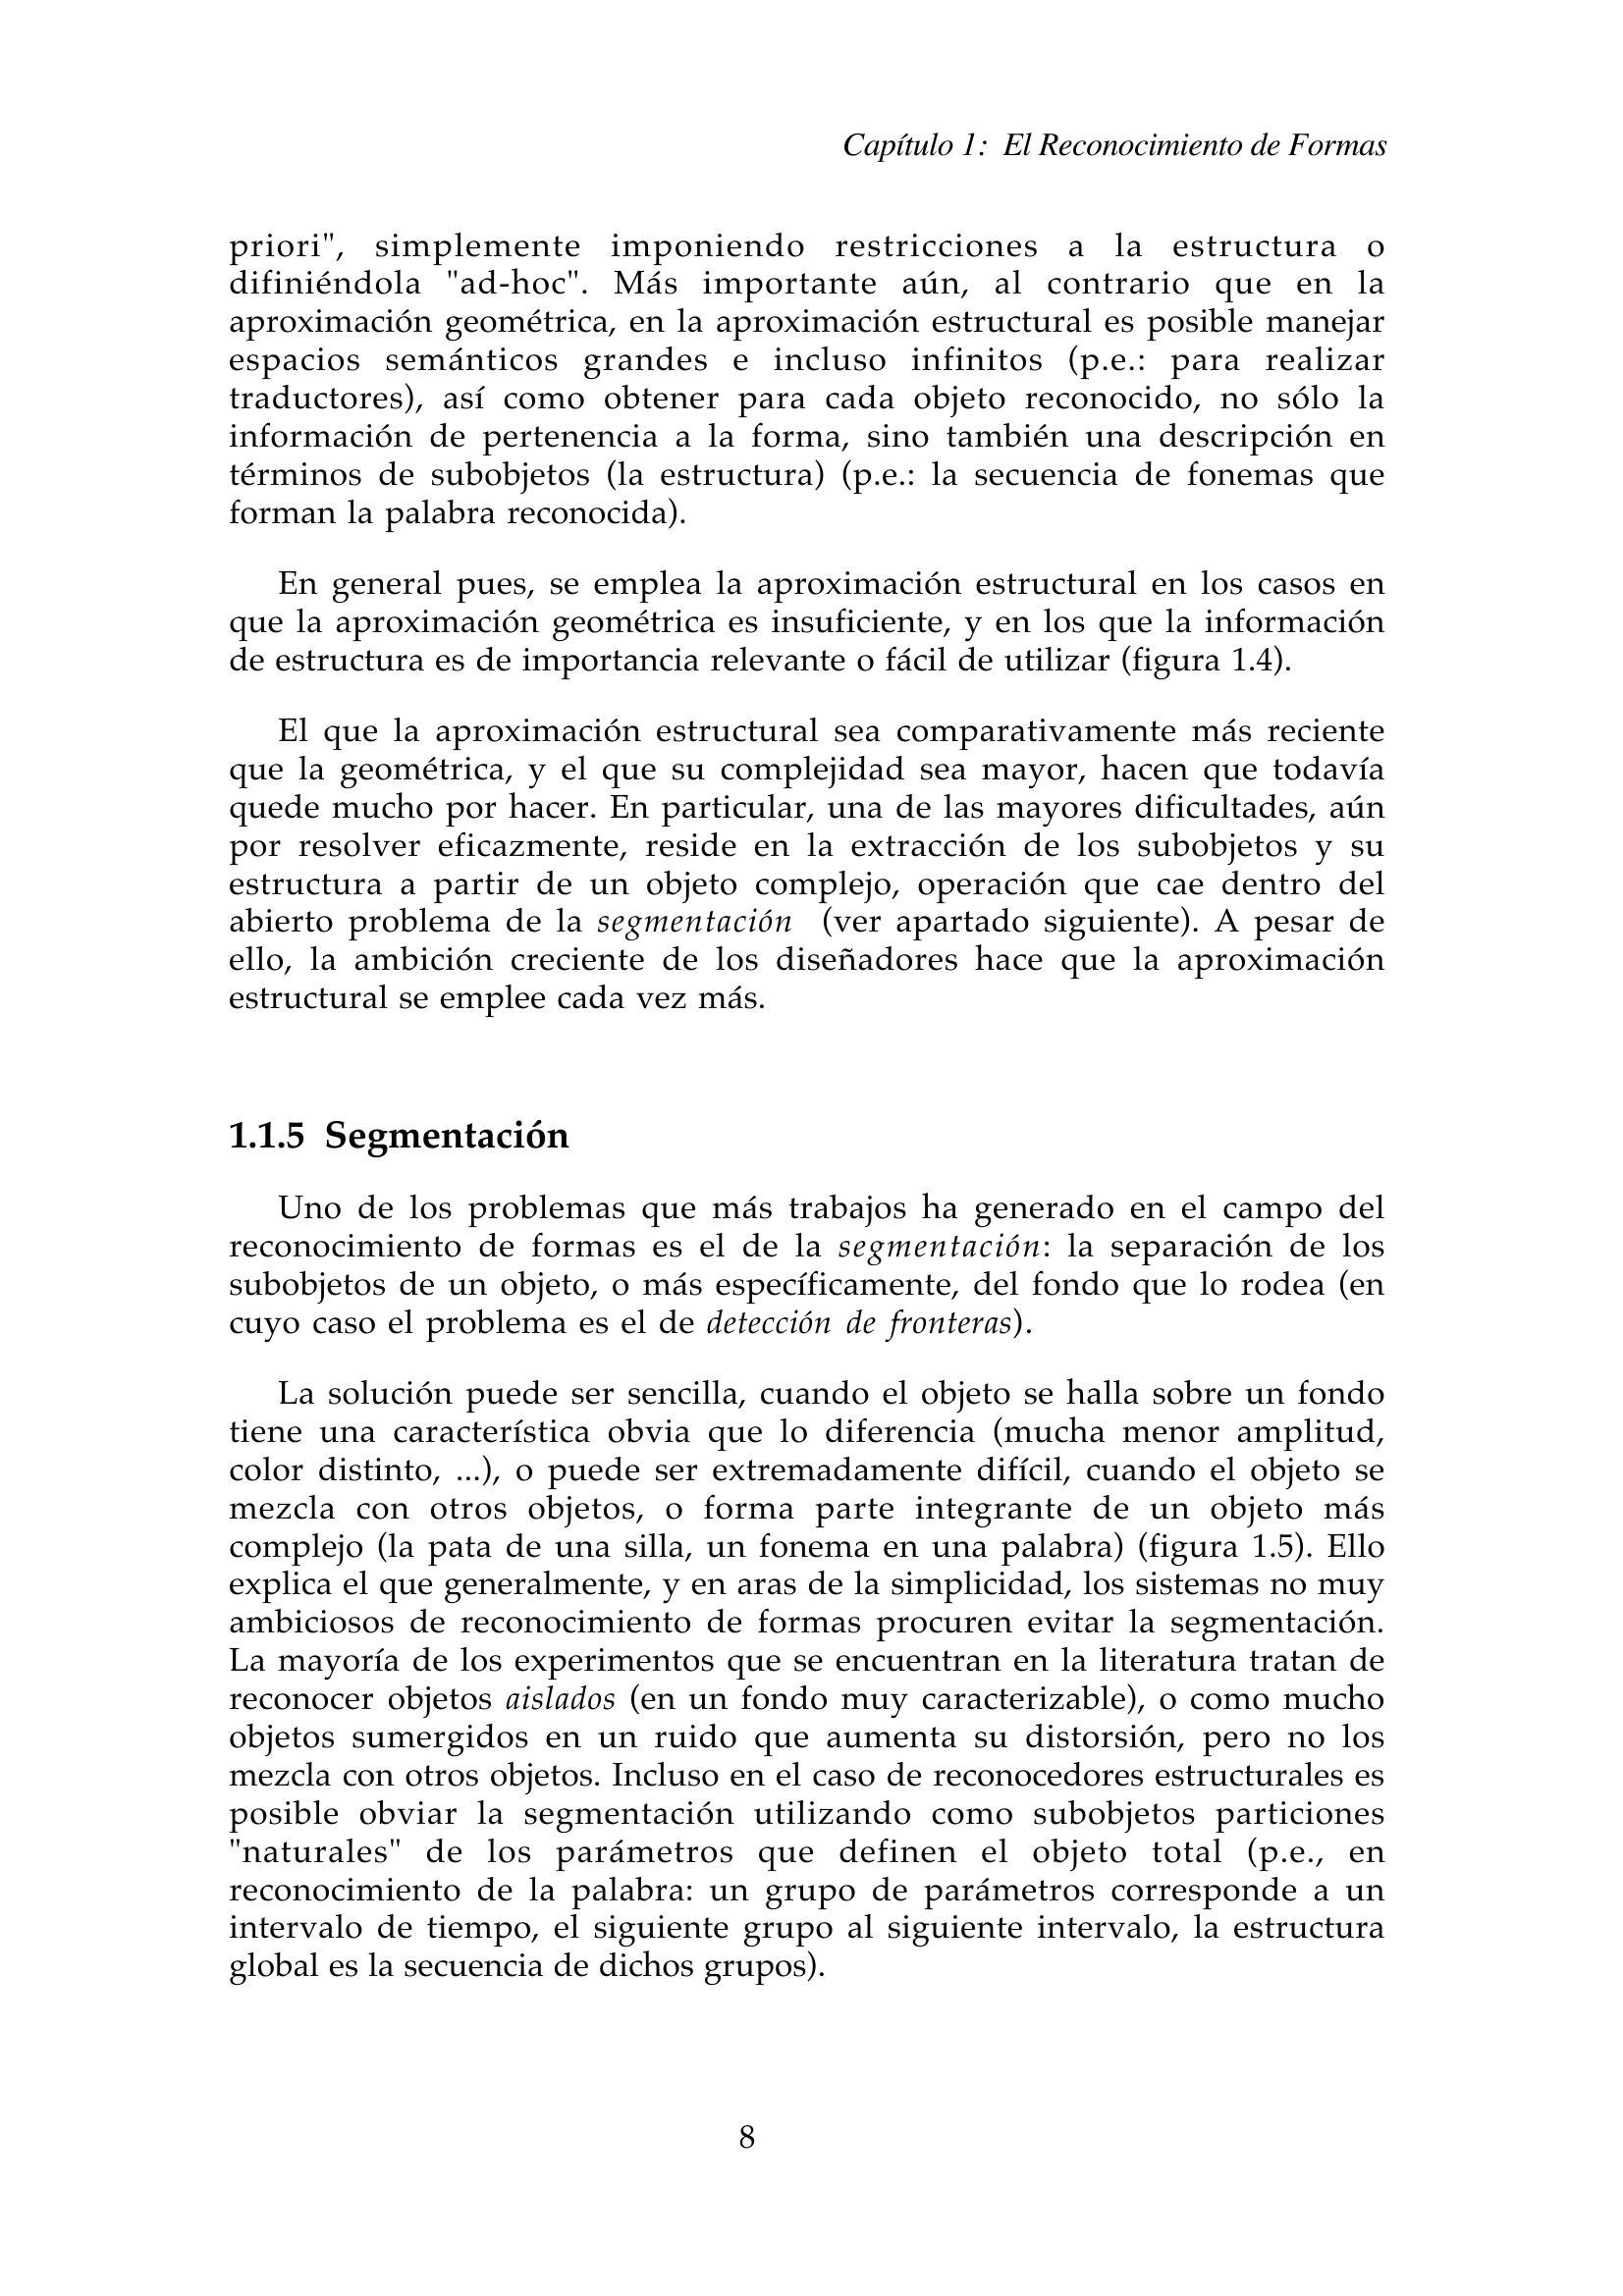 Capítulo 1:  El Reconocimiento de Formas
priori", simplemente imponiendo restricciones a la estructura o
difiniéndola "ad-hoc". Más importante aún, al contrario que en la
aproximación geométrica, en la aproximación estructural es posible manejar
espacios semánticos grandes e incluso infinitos (p.e.: para realizar
traductores), así como obtener para cada objeto reconocido, no sólo la
información de pertenencia a la forma, sino también una descripción en
términos de subobjetos (la estructura) (p.e.: la secuencia de fonemas que
forman la palabra reconocida).
En general pues, se emplea la aproximación estructural en los casos en
que la aproximación geométrica es insuficiente, y en los que la información
de estructura es de importancia relevante o fácil de utilizar (figura 1.4).
El que la aproximación estructural sea comparativamente más reciente
que la geométrica, y el que su complejidad sea mayor, hacen que todavía
quede mucho por hacer. En particular, una de las mayores dificultades, aún
por resolver eficazmente, reside en la extracción de los subobjetos y su
estructura a partir de un objeto complejo, operación que cae dentro del
abierto problema de la segmentación  (ver apartado siguiente). A pesar de
ello, la ambición creciente de los diseñadores hace que la aproximación
estructural se emplee cada vez más.
1.1.5  Segmentación
Uno de los problemas que más trabajos ha generado en el campo del
reconocimiento de formas es el de la segmentación: la separación de los
subobjetos de un objeto, o más específicamente, del fondo que lo rodea (en
cuyo caso el problema es el de detección de fronteras).
La solución puede ser sencilla, cuando el objeto se halla sobre un fondo
tiene una característica obvia que lo diferencia (mucha menor amplitud,
color distinto, ...), o puede ser extremadamente difícil, cuando el objeto se
mezcla con otros objetos, o forma parte integrante de un objeto más
complejo (la pata de una silla, un fonema en una palabra) (figura 1.5). Ello
explica el que generalmente, y en aras de la simplicidad, los sistemas no muy
ambiciosos de reconocimiento de formas procuren evitar la segmentación.
La mayoría de los experimentos que se encuentran en la literatura tratan de
reconocer objetos aislados (en un fondo muy caracterizable), o como mucho
objetos sumergidos en un ruido que aumenta su distorsión, pero no los
mezcla con otros objetos. Incluso en el caso de reconocedores estructurales es
posible obviar la segmentación utilizando como subobjetos particiones
"naturales" de los parámetros que definen el objeto total (p.e., en
reconocimiento de la palabra: un grupo de parámetros corresponde a un
intervalo de tiempo, el siguiente grupo al siguiente intervalo, la estructura
global es la secuencia de dichos grupos).
8